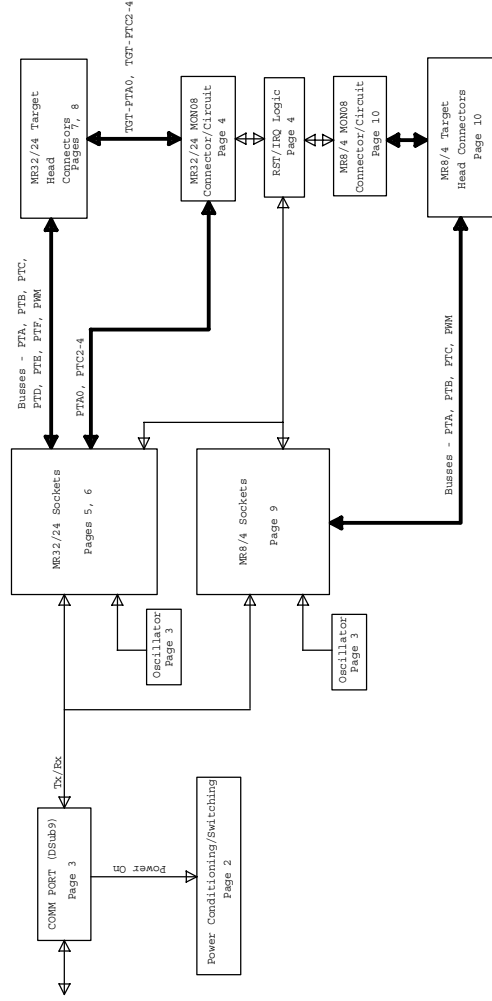 COMM PORT (DSub9)
Page 3
Tx/Rx
Power On
Power Conditioning/Switching
Page 2
Oscillator
Page 3
Oscillator
Page 3
MR32/24 Sockets
Pages 5, 6
MR8/4 Sockets
Page 9
Busses - PTA, PTB, PTC,
PTD, PTE, PTF, PWM
PTA0, PTC2-4
Busses - PTA, PTB, PTC, PWM
MR32/24 Target
Head
Connectors
Pages 7, 8
TGT-PTA0, TGT-PTC2-4
MR32/24 MON08
Connector/Circuit
Page 4
RST/IRQ Logic
Page 4
MR8/4 MON08
Connector/Circuit
Page 10
MR8/4 Target
Head Connectors
Page 10